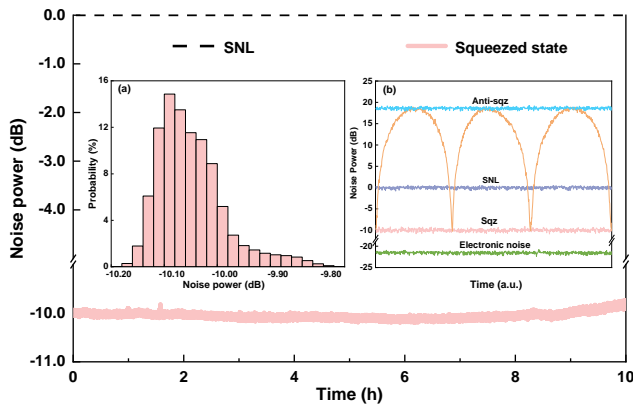 0.0
-1.0
-2.0
-3.0
-4.0
-10.0
-11.0
Noise power (dB)
SNL
Squeezed state
(a)
16
12
8
4
0
Probability (%)
-10.20
-10.10
-10.00
-9.90
-9.80
Noise power (dB)
(b)
25
20
15
10
5
0
-5
-10
-20
-25
Noise Power (dB)
Anti-sqz
SNL
Sqz
Electronic noise
Time (a.u.)
0
2
4
6
8
10
Time (h)